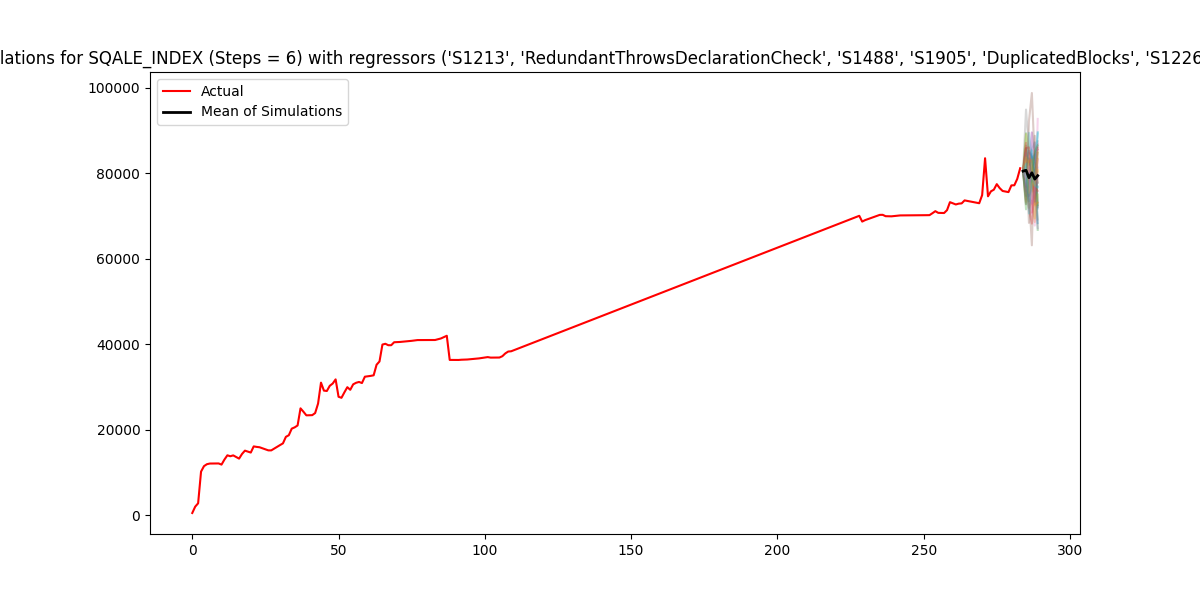 lations for SQALE_INDEX (Steps = 6) with regressors ('S1213', 'RedundantThrowsDeclarationCheck', 'S1488', 'S1905', 'DuplicatedBlocks', 'S1226
Actual
Mean of Simulations
100000
80000
60000
40000
20000
0
0 50 100 150 200 250 300